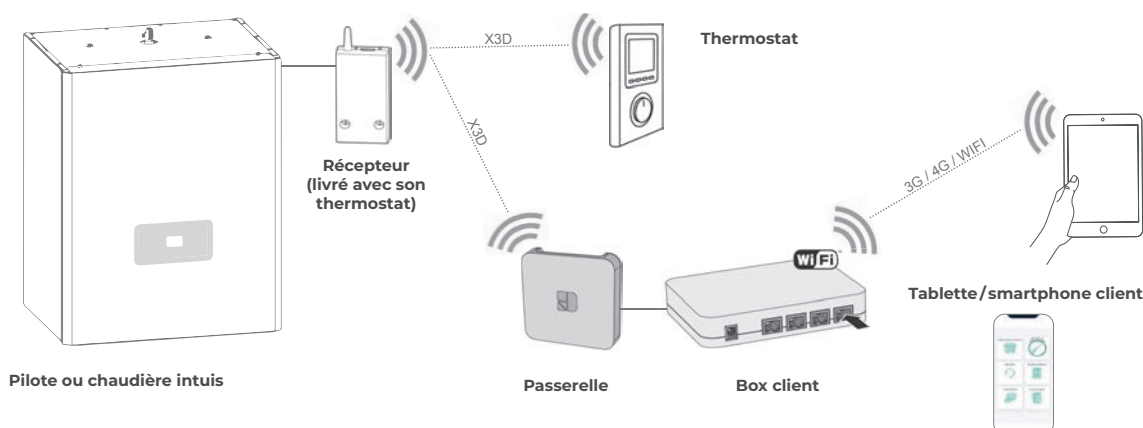 X3D
Thermostat
X3D
Récepteur
(livré avec son
thermostat)
3G / 4G / WIFI
WiFi
Tablette/smartphone client
Pilote ou chaudière intuis
Passerelle
Box client